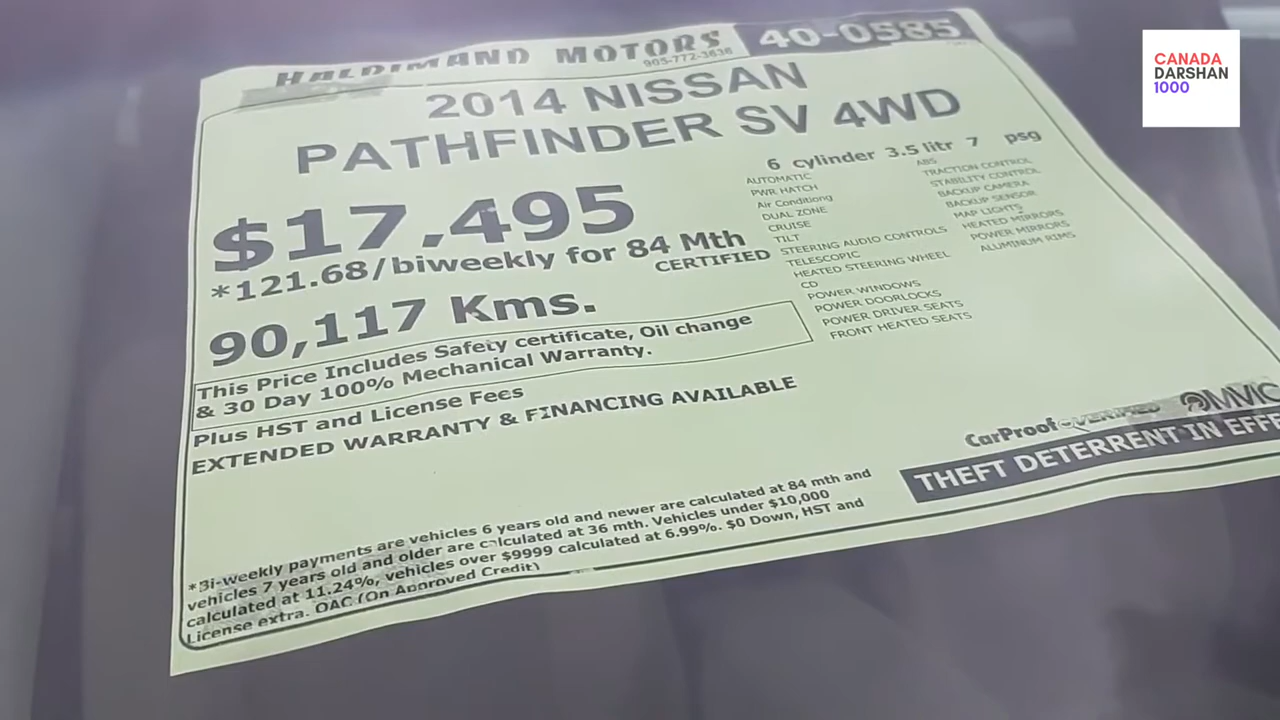 HALDIMAND MOTORS
905-772-3636
40-0585
2014 NISSAN
PATHFINDER SV 4WD
$17,495
*121.68/biweekly for 84 Mth
CERTIFIED
90,117 Kms.
This Price Includes Safety certificate, Oil change
& 30 Day 100% Mechanical Warranty.
Plus HST and License Fees
EXTENDED WARRANTY & FINANCING AVAILABLE
6 cylinder 3.5 litr 7 psg
AUTOMATIC
PWR HATCH
Air Conditiong
DUAL ZONE
CRUISE
TILT
STEERING AUDIO CONTROLS
TELESCOPIC
HEATED STEERING WHEEL
CD
POWER WINDOWS
POWER DOORLOCKS
POWER DRIVER SEATS
FRONT HEATED SEATS
ABS
TRACTION CONTROL
STABILITY CONTROL
BACKUP CAMERA
BACKUP SENSOR
MAP LIGHTS
HEATED MIRRORS
POWER MIRRORS
ALUMINUM RIMS
CarProof VERIFIED OMVIC
THEFT DETERRENT IN EFFE
*Bi-weekly payments are vehicles 6 years old and newer are calculated at 84 mth and
vehicles 7 years old and older are calculated at 36 mth. Vehicles under $10,000
calculated at 11.24%, vehicles over $9999 calculated at 6.99%. $0 Down, HST and
License extra. OAC (On Approved Credit)
CANADA
DARSHAN
1000